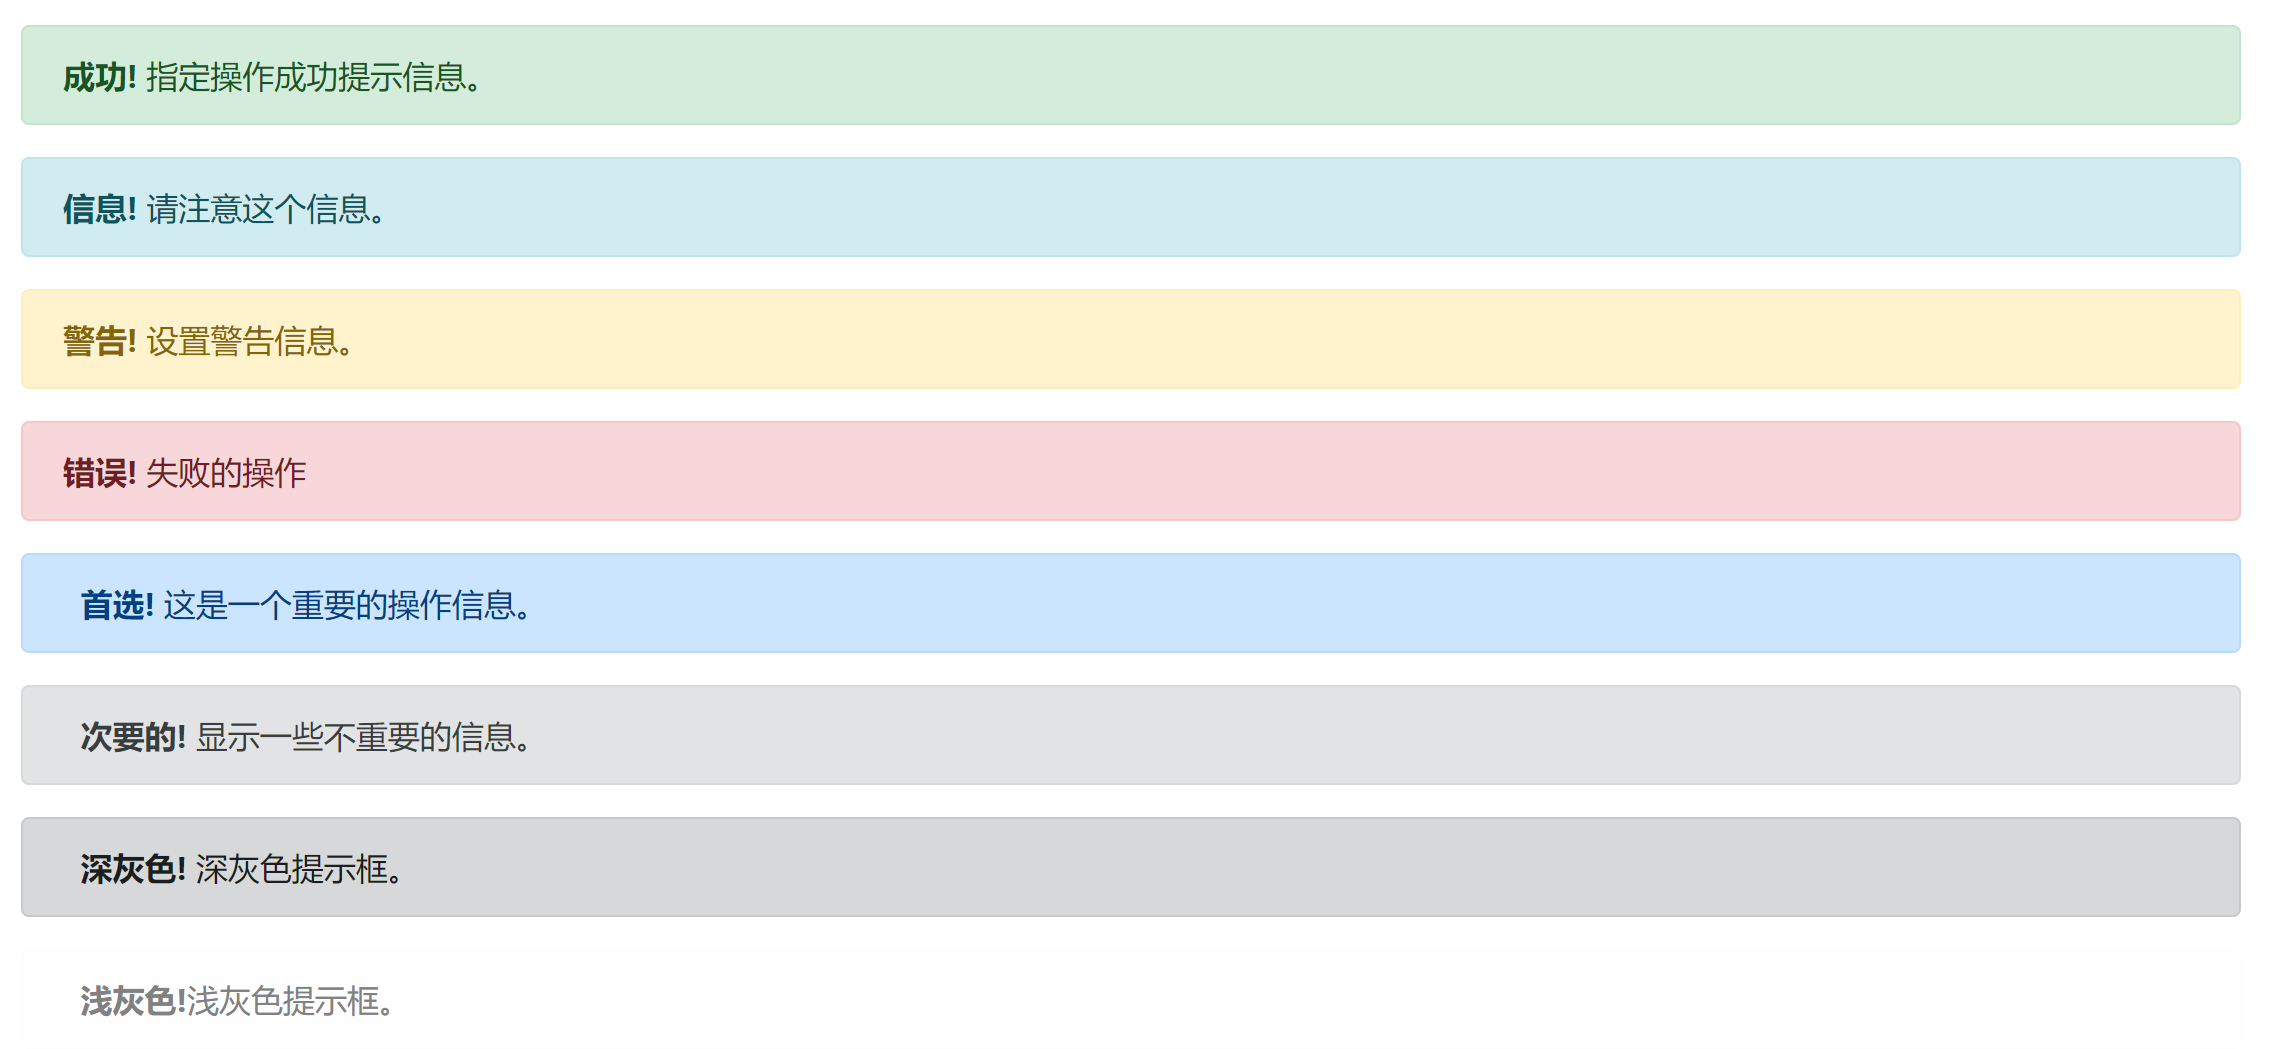 成功! 指定操作成功提示信息。
信息! 请注意这个信息。
警告! 设置警告信息。
错误! 失败的操作
首选! 这是一个重要的操作信息。
次要的! 显示一些不重要的信息。
深灰色! 深灰色提示框。
浅灰色!浅灰色提示框。